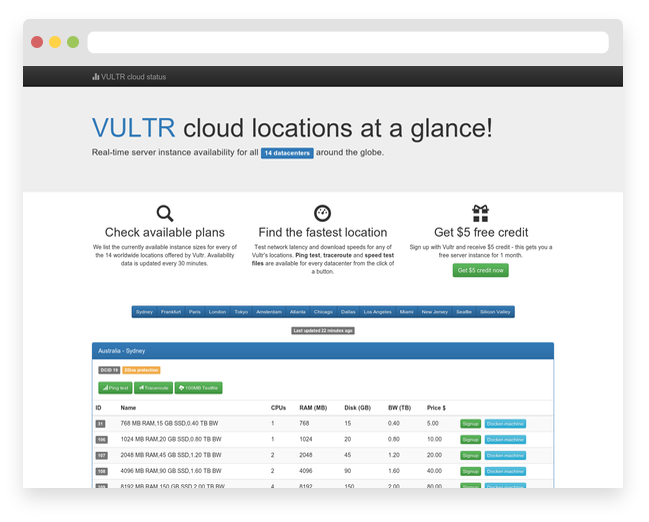 VULTR cloud status
VULTR cloud locations at a glance!
Real-time server instance availability for all 14 datacenters around the globe.
Check available plans
We list the currently available instance sizes for every of
the 14 worldwide locations offered by Vultr. Availability
data is updated every 30 minutes.
Find the fastest location
Test network latency and download speeds for any of
Vultr's locations. Ping test, traceroute and speed test
files are available for every datacenter from the click of
a button.
Get $5 free credit
Sign up with Vultr and receive $5 credit - this gets you a
free server instance for 1 month.
Get $5 credit now
Sydney Frankfurt Paris London Tokyo Amsterdam Atlanta Chicago Dallas Los Angeles Miami New Jersey Seattle Silicon Valley
Last updated 22 minutes ago
Australia - Sydney
DCID 19 DDos protection
Ping test Traceroute 100MB Testfile
ID Name CPUs RAM (MB) Disk (GB) BW (TB) Price $
31 768 MB RAM,15 GB SSD,0.40 TB BW 1 768 15 0.40 5.00 Signup Docker-machine
106 1024 MB RAM,20 GB SSD,0.80 TB BW 1 1024 20 0.80 10.00 Signup Docker-machine
107 2048 MB RAM,45 GB SSD,1.20 TB BW 2 2048 45 1.20 20.00 Signup Docker-machine
108 4096 MB RAM,90 GB SSD,1.60 TB BW 2 4096 90 1.60 40.00 Signup Docker-machine
8192 MB RAM,150 GB SSD,2.00 TB BW 4 8192 150 2.00 80.00